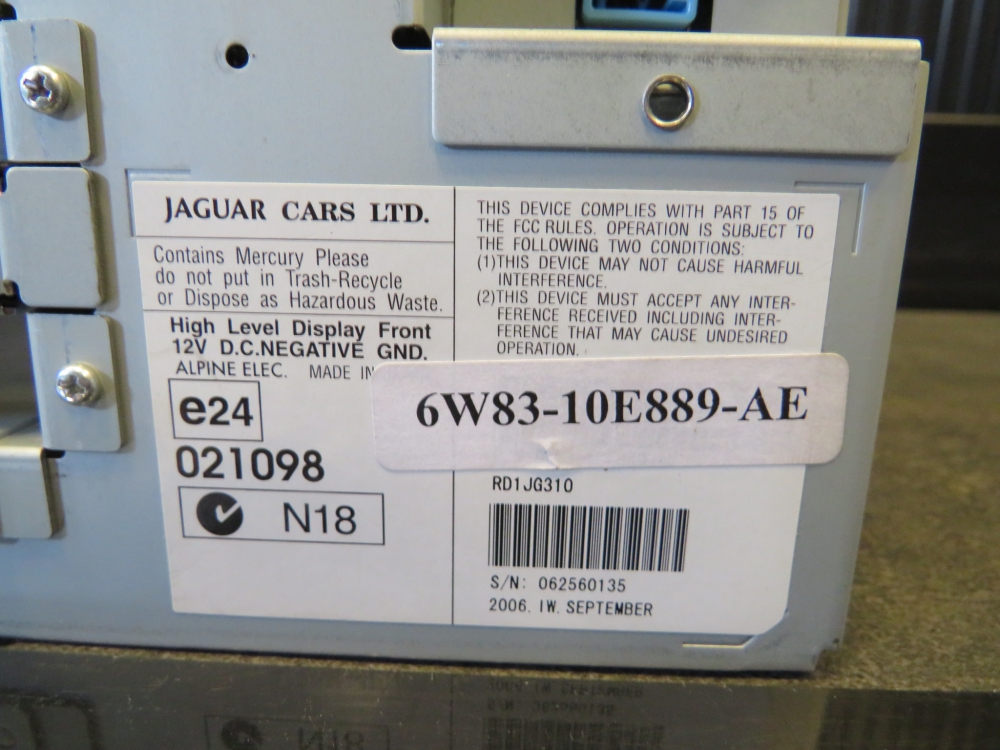 JAGUAR CARS LTD.
Contains Mercury Please
do not put in Trash-Recycle
or Dispose as Hazardous Waste.
High Level Display Front
12V D.C.NEGATIVE GND.
ALPINE ELEC. MADE IN
e24
021098
N18
THIS DEVICE COMPLIES WITH PART 15 OF
THE FCC RULES. OPERATION IS SUBJECT TO
THE FOLLOWING TWO CONDITIONS:
(1)THIS DEVICE MAY NOT CAUSE HARMFUL
INTERFERENCE.
(2)THIS DEVICE MUST ACCEPT ANY INTER-
FERENCE RECEIVED INCLUDING INTER-
FERENCE THAT MAY CAUSE UNDESIRED
OPERATION.
6W83-10E889-AE
RD1JG310
S/N: 062560135
2006. IW. SEPTEMBER